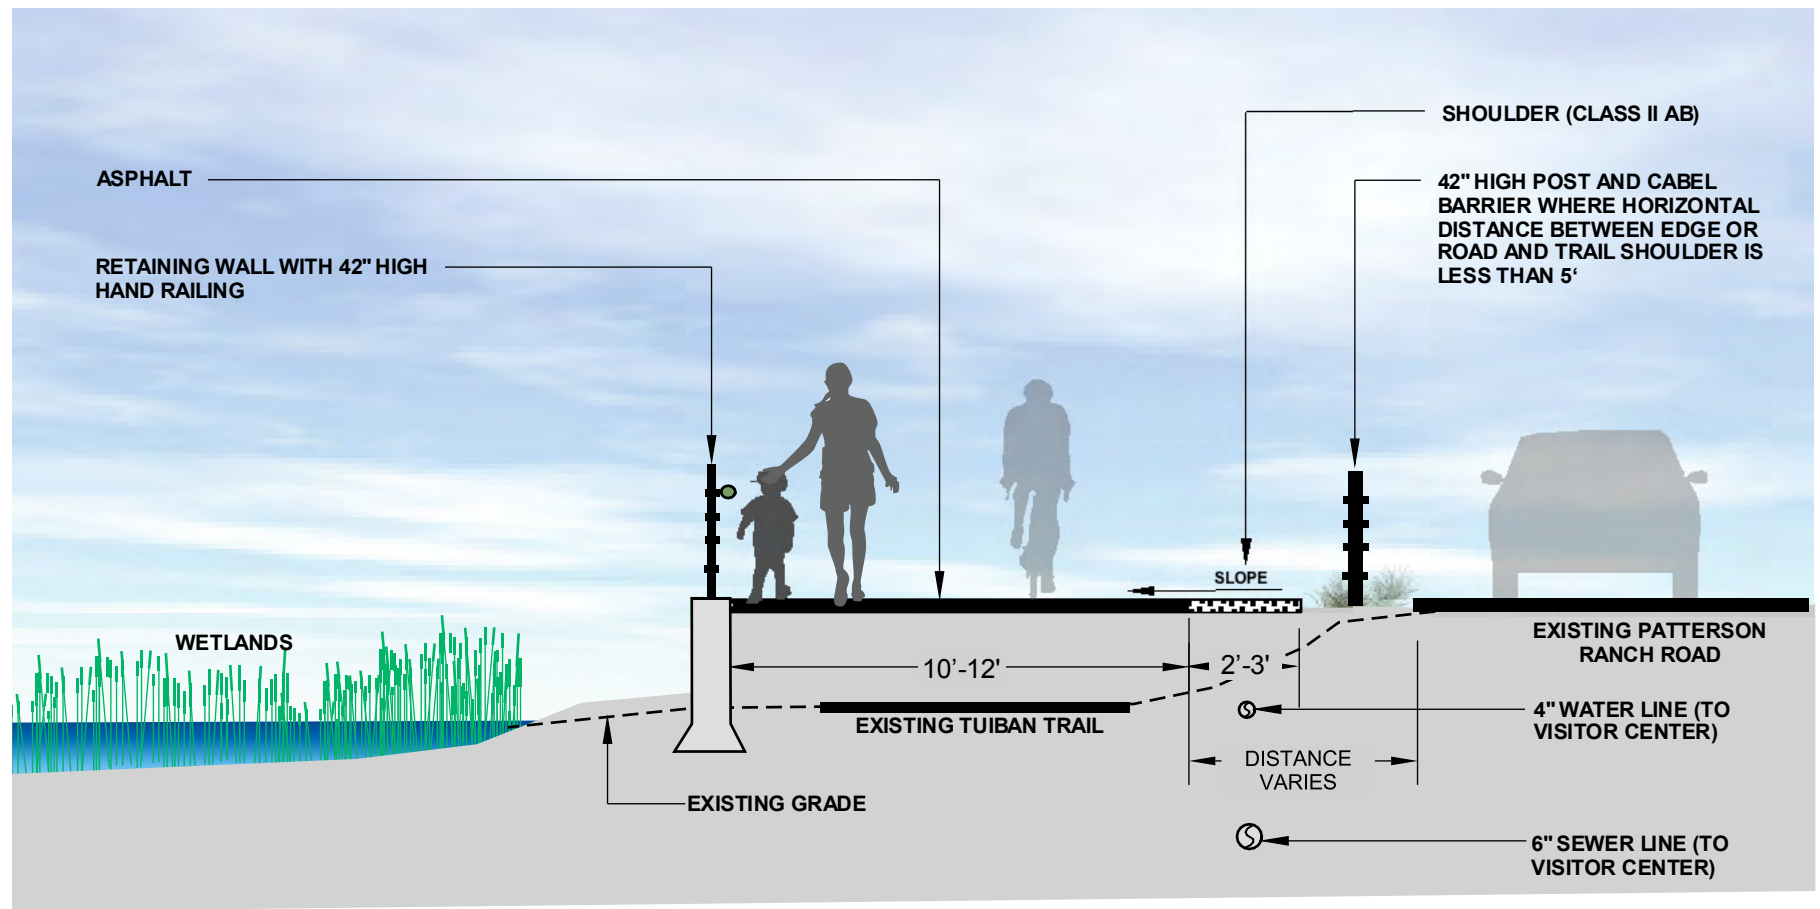 SHOULDER (CLASS II AB)
ASPHALT
42" HIGH POST AND CABEL
BARRIER WHERE HORIZONTAL
DISTANCE BETWEEN EDGE OR
ROAD AND TRAIL SHOULDER IS
LESS THAN 5‘
RETAINING WALL WITH 42" HIGH
HAND RAILING
SLOPE
WETLANDS
EXISTING PATTERSON
RANCH ROAD
10’-12'
2’-3'
EXISTING TUIBAN TRAIL
4" WATER LINE (TO
VISITOR CENTER)
DISTANCE
VARIES
EXISTING GRADE
6" SEWER LINE (TO
VISITOR CENTER)